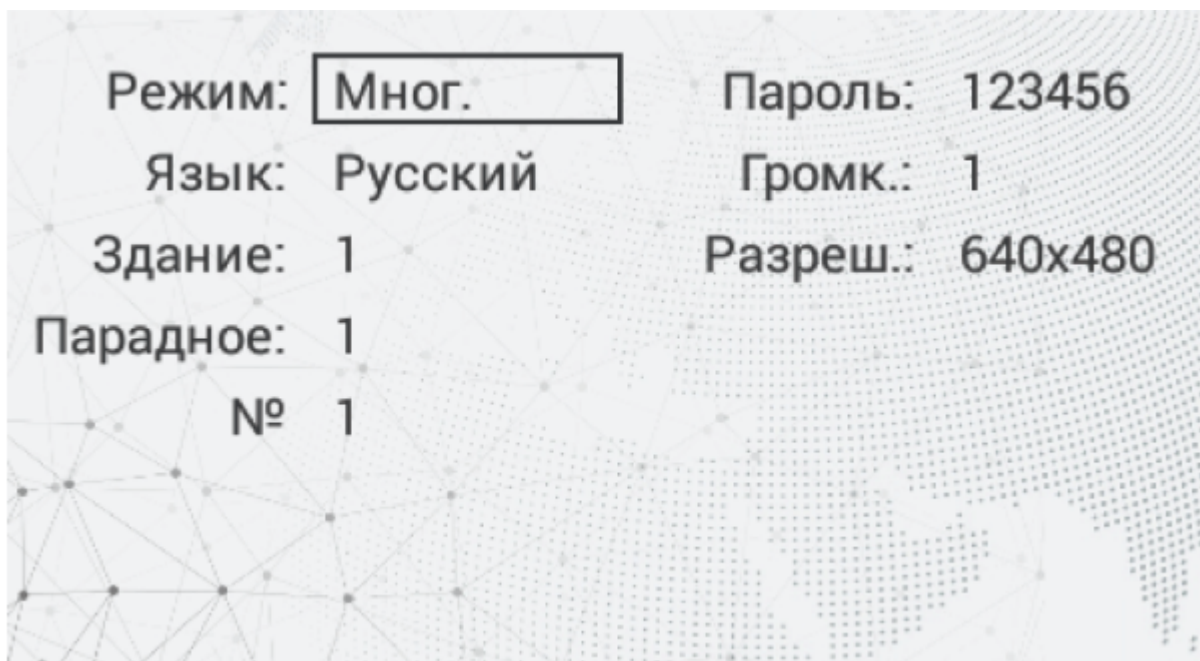 Режим: Мног. Пароль: 123456
Язык: Русский Громк.: 1
Здание: 1 Разреш.: 640x480
Парадное: 1
№ 1